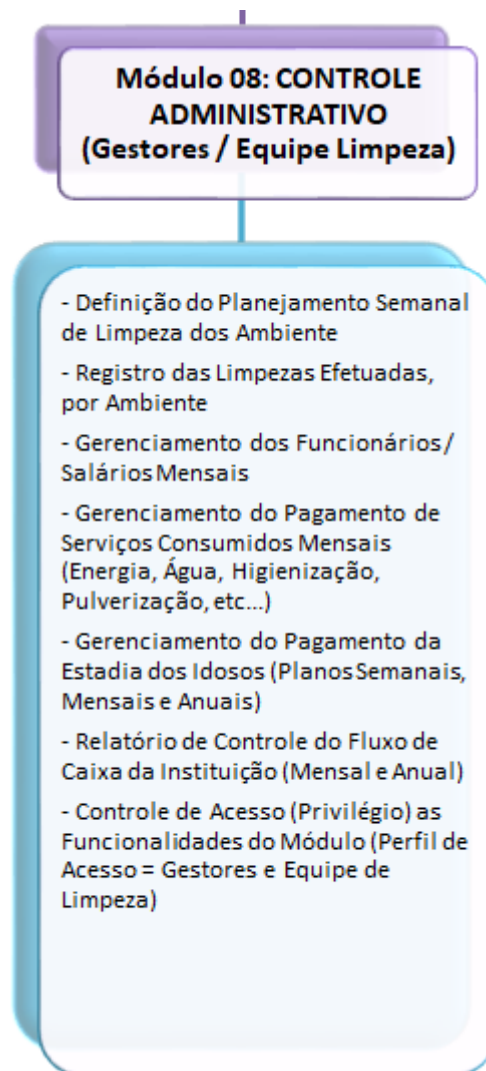 Módulo 08: CONTROLE
ADMINISTRATIVO
(Gestores / Equipe Limpeza)
- Definição do Planejamento Semanal
de Limpeza dos Ambiente
- Registro das Limpezas Efetuadas,
por Ambiente
- Gerenciamento dos Funcionários/
Salários Mensais
- Gerenciamento do Pagamento de
Serviços Consumidos Mensais
(Energia, Água, Higienização,
Pulverização, etc...)
- Gerenciamento do Pagamento da
Estadia dos Idosos (Planos Semanais,
Mensais e Anuais)
- Relatório de Controle do Fluxo de
Caixa da Instituição (Mensal e Anual)
- Controle de Acesso (Privilégio) as
Funcionalidades do Módulo (Perfil de
Acesso = Gestores e Equipe de
Limpeza)